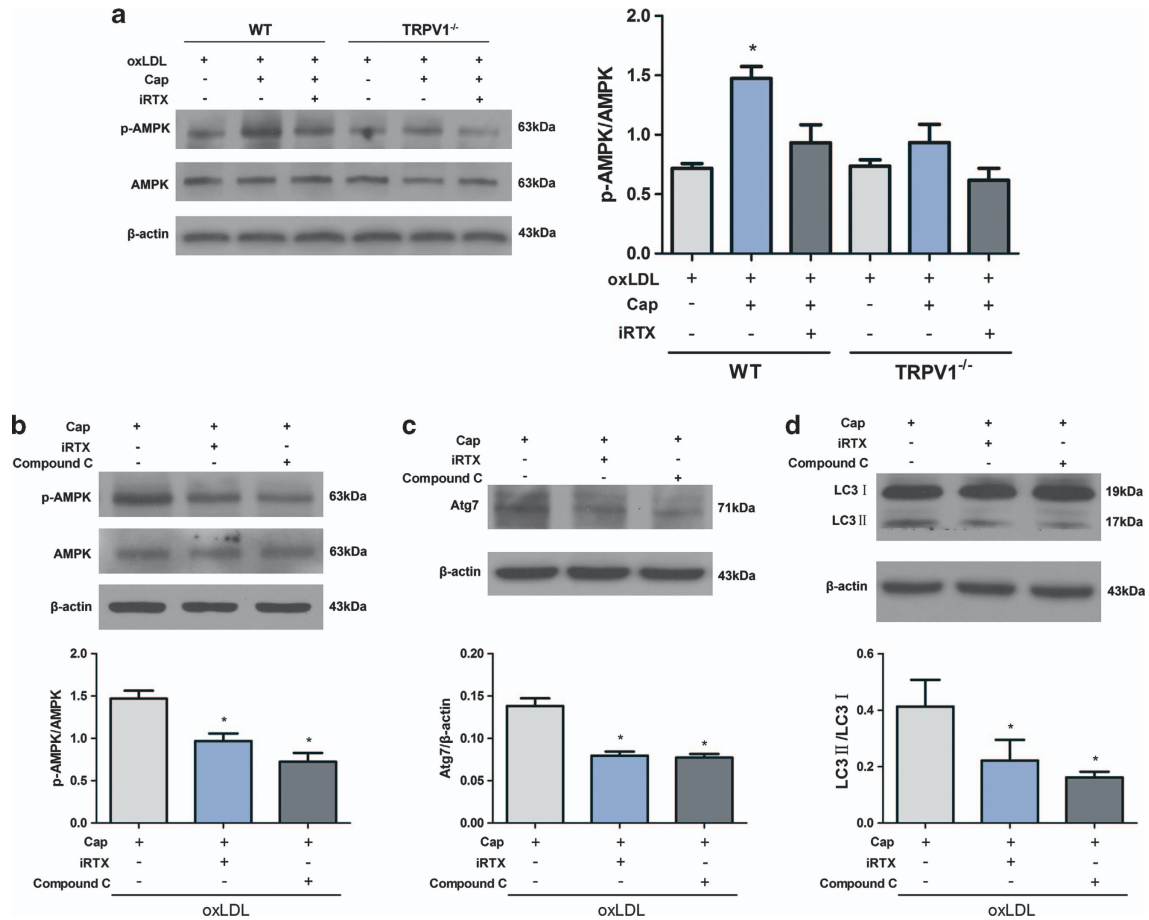 a
WT TRPV1-/-
oxLDL + + + + + +
Cap - + + - + +
iRTX - - + - - +
p-AMPK 63kDa
AMPK 63kDa
β-actin 43kDa
p-AMPK/AMPK
2.0
1.5
1.0
0.5
0.0
*
oxLDL + + + + + +
Cap - + + - + +
iRTX - - + - - +
WT TRPV1-/-
b
Cap + + +
iRTX - + -
Compound C - - +
p-AMPK 63kDa
AMPK 63kDa
β-actin 43kDa
p-AMPK/AMPK
2.0
1.5
1.0
0.5
0.0
* *
Cap + + +
iRTX - + -
Compound C - - +
oxLDL
c
Cap + + +
iRTX - + -
Compound C - - +
Atg7 71kDa
β-actin 43kDa
Atg7/β-actin
0.20
0.15
0.10
0.05
0.00
* *
Cap + + +
iRTX - + -
Compound C - - +
oxLDL
d
Cap + + +
iRTX - + -
Compound C - - +
LC3 Ⅰ 19kDa
LC3 Ⅱ 17kDa
β-actin 43kDa
LC3 Ⅱ /LC3 Ⅰ
0.6
0.4
0.2
0.0
* *
Cap + + +
iRTX - + -
Compound C - - +
oxLDL